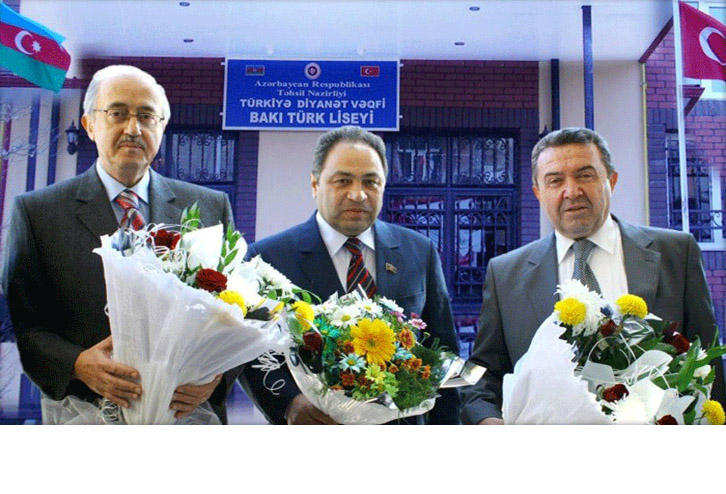 Azərbaycan Respublikası
Təhsil Nazirliyi
TÜRKİYƏ DİYANƏT VƏQFİ
BAKI TÜRK LİSEYİ